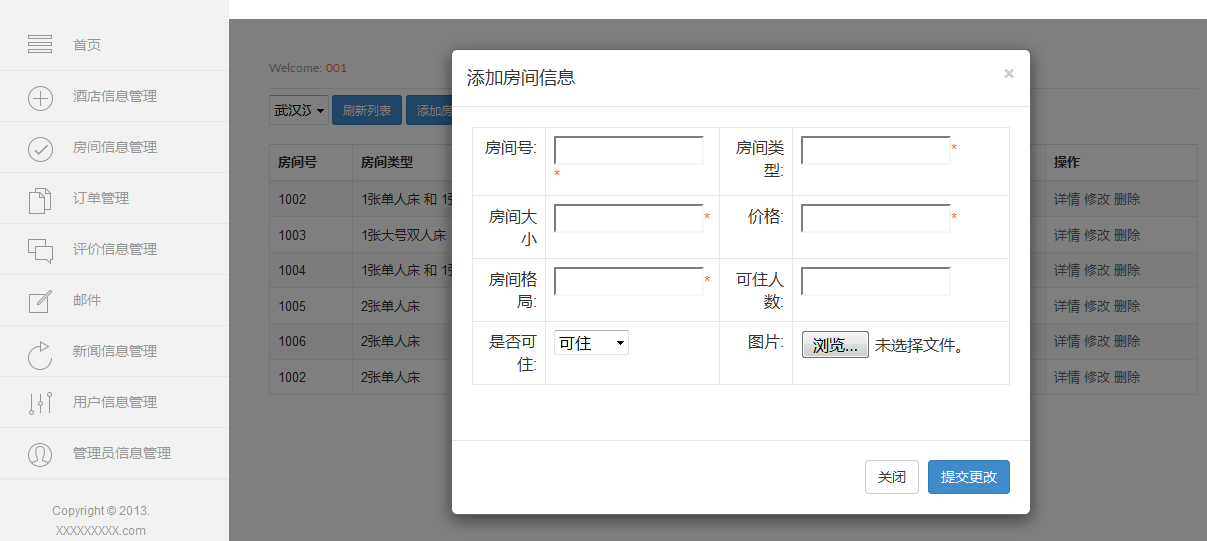 首页
酒店信息管理
房间信息管理
订单管理
评价信息管理
邮件
新闻信息管理
用户信息管理
管理员信息管理
Copyright © 2013.
XXXXXXXXX.com
Welcome: 001
武汉汉 刷新列表 添加房
房间号 房间类型 操作
1002 1张单人床 和 1张 详情 修改 删除
1003 1张大号双人床 详情 修改 删除
1004 1张单人床 和 1张 详情 修改 删除
1005 2张单人床 详情 修改 删除
1006 2张单人床 详情 修改 删除
1002 2张单人床 详情 修改 删除
添加房间信息 ×
房间号: * 房间类型: *
房间大小 * 价格: *
房间格局: * 可住人数:
是否可住: 可住 图片: 浏览... 未选择文件。
关闭 提交更改